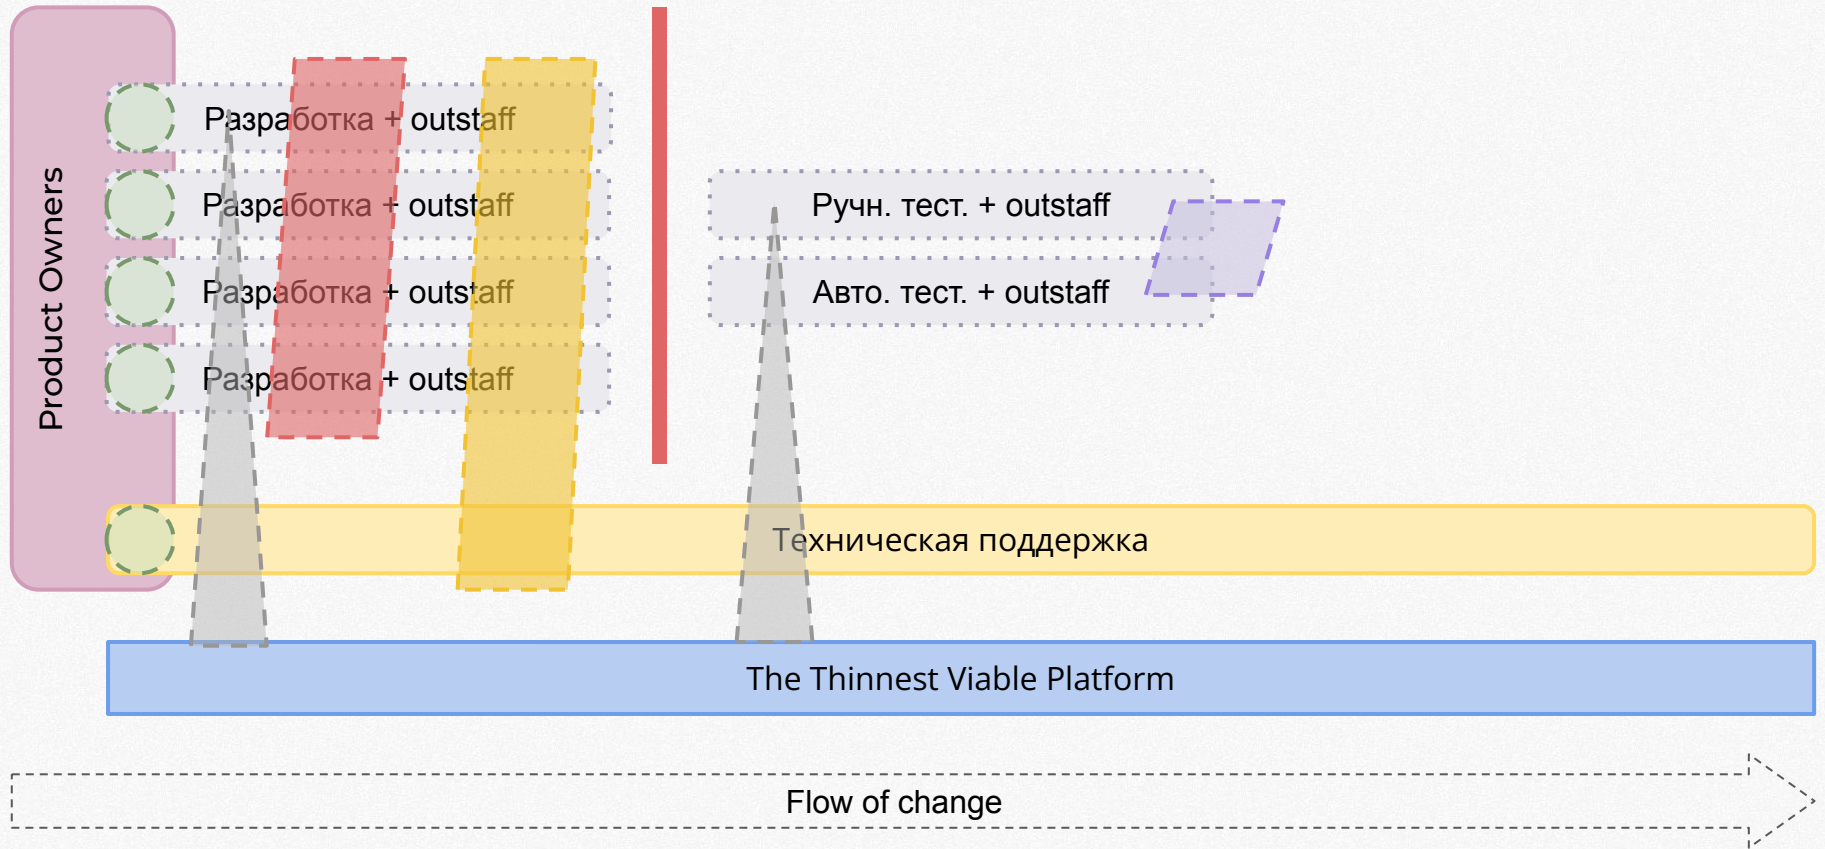 Product Owners
Разработка + outstaff
Разработка + outstaff
Ручн. тест. + outstaff
Разработка + outstaff
Авто. тест. + outstaff
Разработка + outstaff
Техническая поддержка
The Thinnest Viable Platform
Flow of change